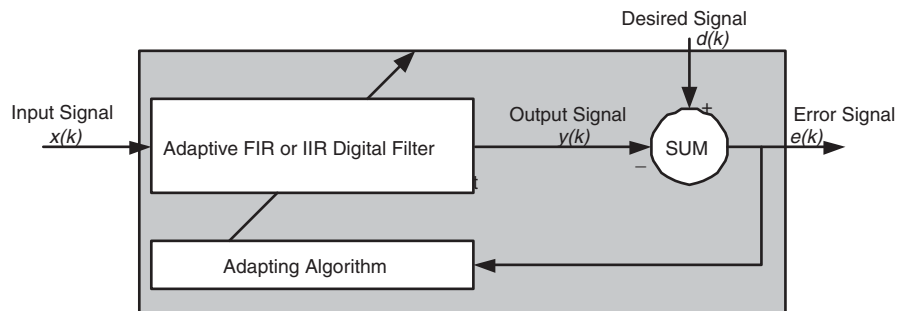 Desired Signal
d(k)
+
Input Signal
x(k)
Adaptive FIR or IIR Digital Filter
t
Output Signal
y(k)
–
SUM
Error Signal
e(k)
Adapting Algorithm